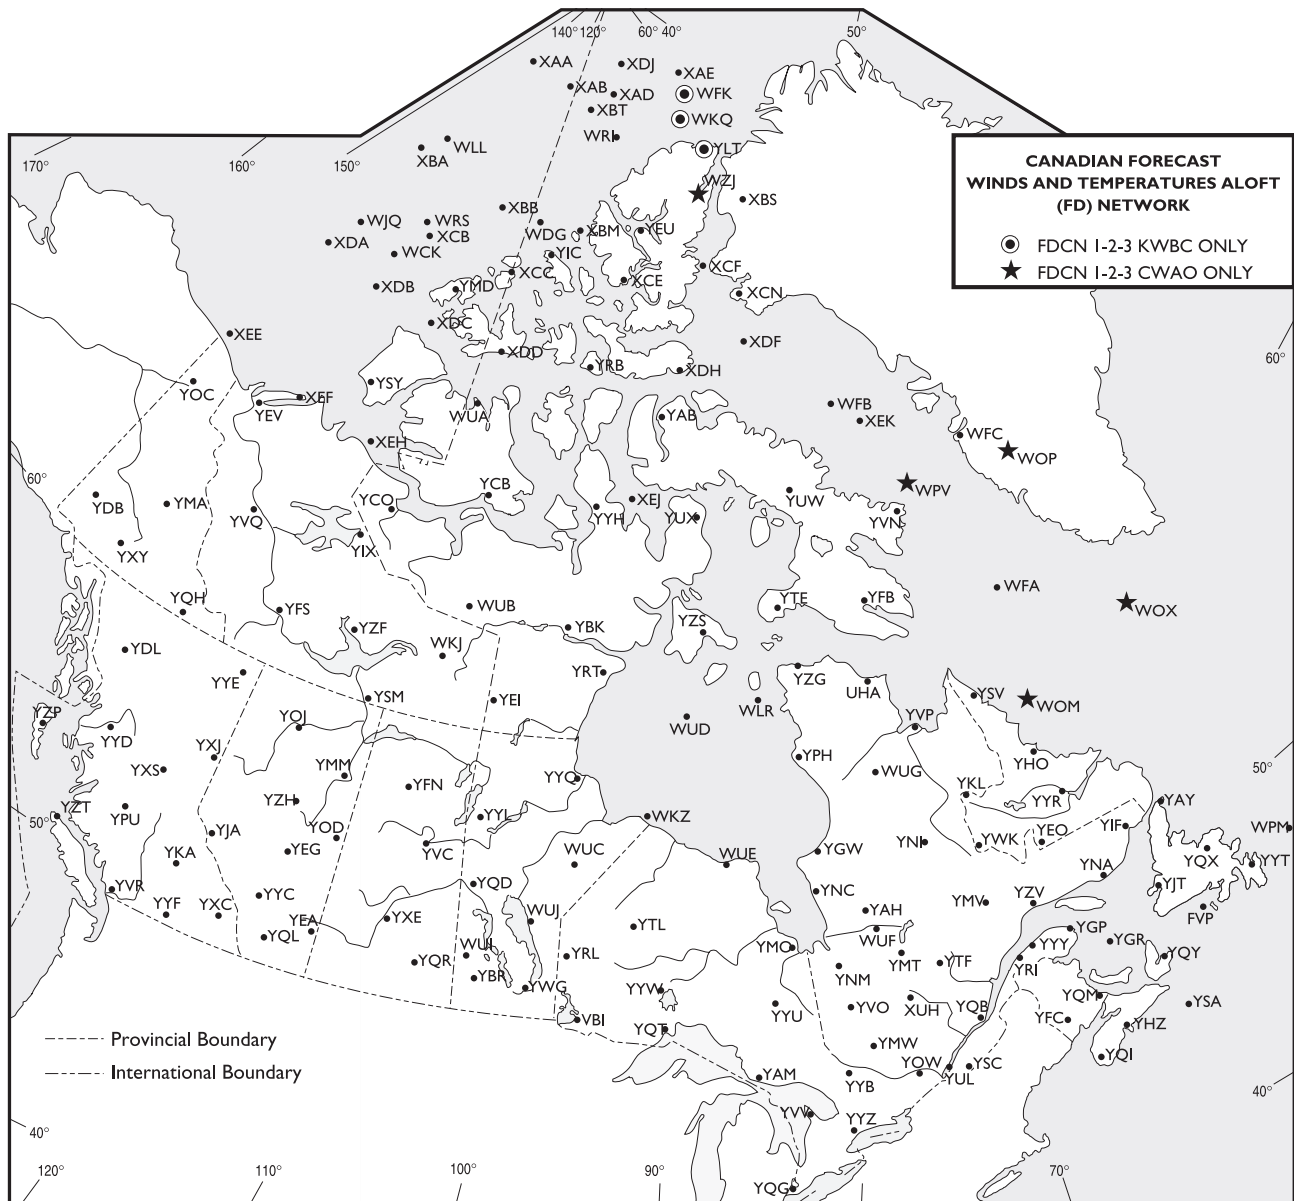 140° 120° 60° 40° 50°
XAA
XDJ
XAE
XAB
XAD
WFK
XBT
WKQ
WRI
YLT
170° 160° 150°
WLL
XBA
CANADIAN FORECAST
WINDS AND TEMPERATURES ALOFT
(FD) NETWORK
FDCN 1-2-3 KWBC ONLY
FDCN 1-2-3 CWAO ONLY
WZJ
XBS
XBB
WJQ
WRS
WDG
XBM
YEU
XDA
XCB
WCK
YIC
XCC
XCF
XCE
XDB
YMD
XCN
XDC
XEE
XDF
60°
XDD
YRB
XDH
YOC
YSY
YEV
XEF
WUA
YAB
WFB
XEK
WFC
XEH
WOP
60°
YDB
YMA
YCO
YCB
XEJ
YUW
WPV
YVQ
YYH
YUX
YVN
YXY
YIX
WFA
YQH
YFS
WUB
YTE
YFB
WOX
YZF
YBK
YZS
YDL
WKJ
YYE
YSM
YEI
YRT
YZG
UHA
YSV
WOM
YZP
YYD
YOJ
WUD
WLR
YVP
YXJ
YHO
50°
YXS
YMM
YFN
YYQ
YPH
WUG
YKL
YYR
YZT
YPU
YZH
YYL
WKZ
YAY
50°
YJA
YOD
YIF
WPM
YKA
YEG
YVC
WUC
WUE
YGW
YNI
YWK
YEO
YQX
YYT
YNA
YVR
YYF
YXC
YYC
YQD
YNC
YMV
YZV
YJT
YEA
YXE
WUJ
YTL
YAH
FVP
YQL
WUI
YRL
YMO
WUF
YGP
YYY
YGR
YQY
YQR
YBR
YNM
YMT
YTF
YRI
YWG
YYW
YQM
YSA
YYU
YVO
XUH
YQB
YFC
YHZ
VBI
YQT
Provincial Boundary
YMW
YQI
International Boundary
YAM
YYB
YOW
YUL
YSC
40°
YVV
YYZ
40°
120° 110° 100° 90° 70°
YQG